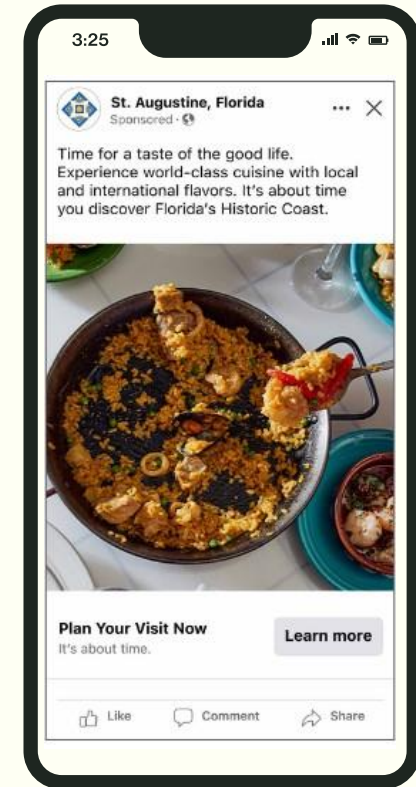 3:25
St. Augustine, Florida
Sponsored ·
Time for a taste of the good life.
Experience world-class cuisine with local
and international flavors. It's about time
you discover Florida's Historic Coast.
Plan Your Visit Now
It's about time.
Learn more
Like
Comment
Share